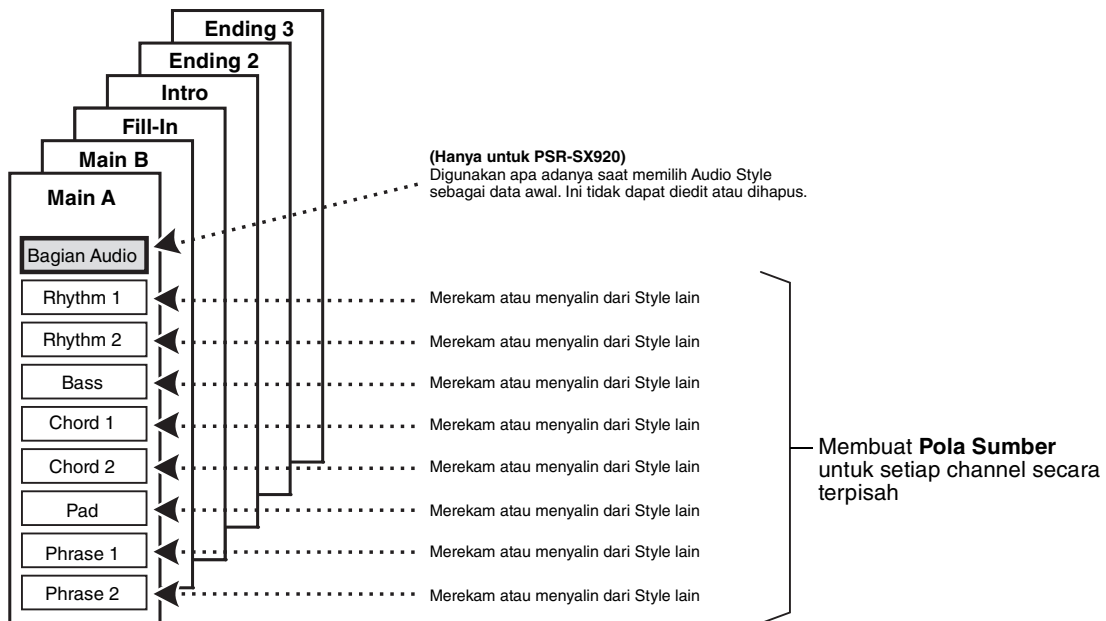 Ending 3
Ending 2
Intro
Fill-In
Main B
Main A
(Hanya untuk PSR-SX920)
Digunakan apa adanya saat memilih Audio Style
sebagai data awal. Ini tidak dapat diedit atau dihapus.
Bagian Audio
Rhythm 1 Merekam atau menyalin dari Style lain
Rhythm 2 Merekam atau menyalin dari Style lain
Bass Merekam atau menyalin dari Style lain
Chord 1 Merekam atau menyalin dari Style lain
Chord 2 Merekam atau menyalin dari Style lain
Pad Merekam atau menyalin dari Style lain
Phrase 1 Merekam atau menyalin dari Style lain
Phrase 2 Merekam atau menyalin dari Style lain
Membuat Pola Sumber
untuk setiap channel secara
terpisah